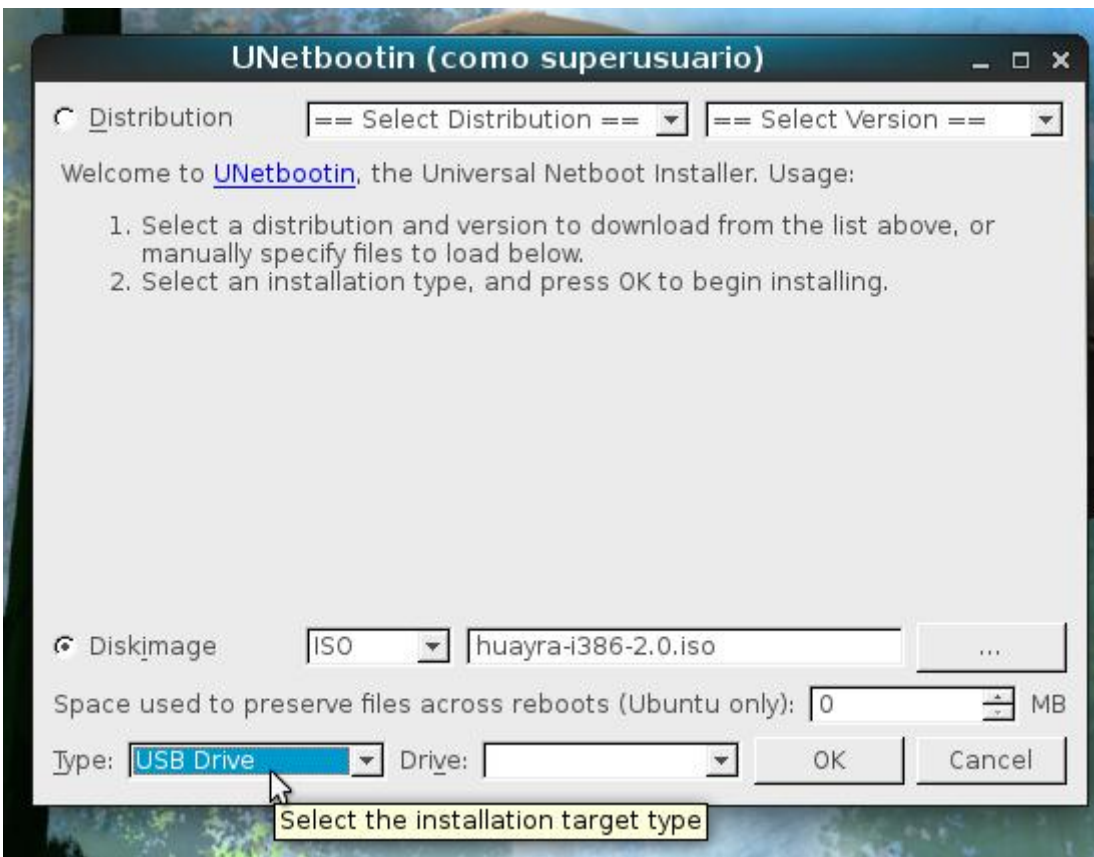 UNetbootin (como superusuario)
Distribution == Select Distribution == == Select Version ==
Welcome to UNetbootin, the Universal Netboot Installer. Usage:
1. Select a distribution and version to download from the list above, or
manually specify files to load below.
2. Select an installation type, and press OK to begin installing.
Diskimage ISO huayra-i386-2.0.iso ...
Space used to preserve files across reboots (Ubuntu only): 0 MB
Type: USB Drive Drive: OK Cancel
Select the installation target type